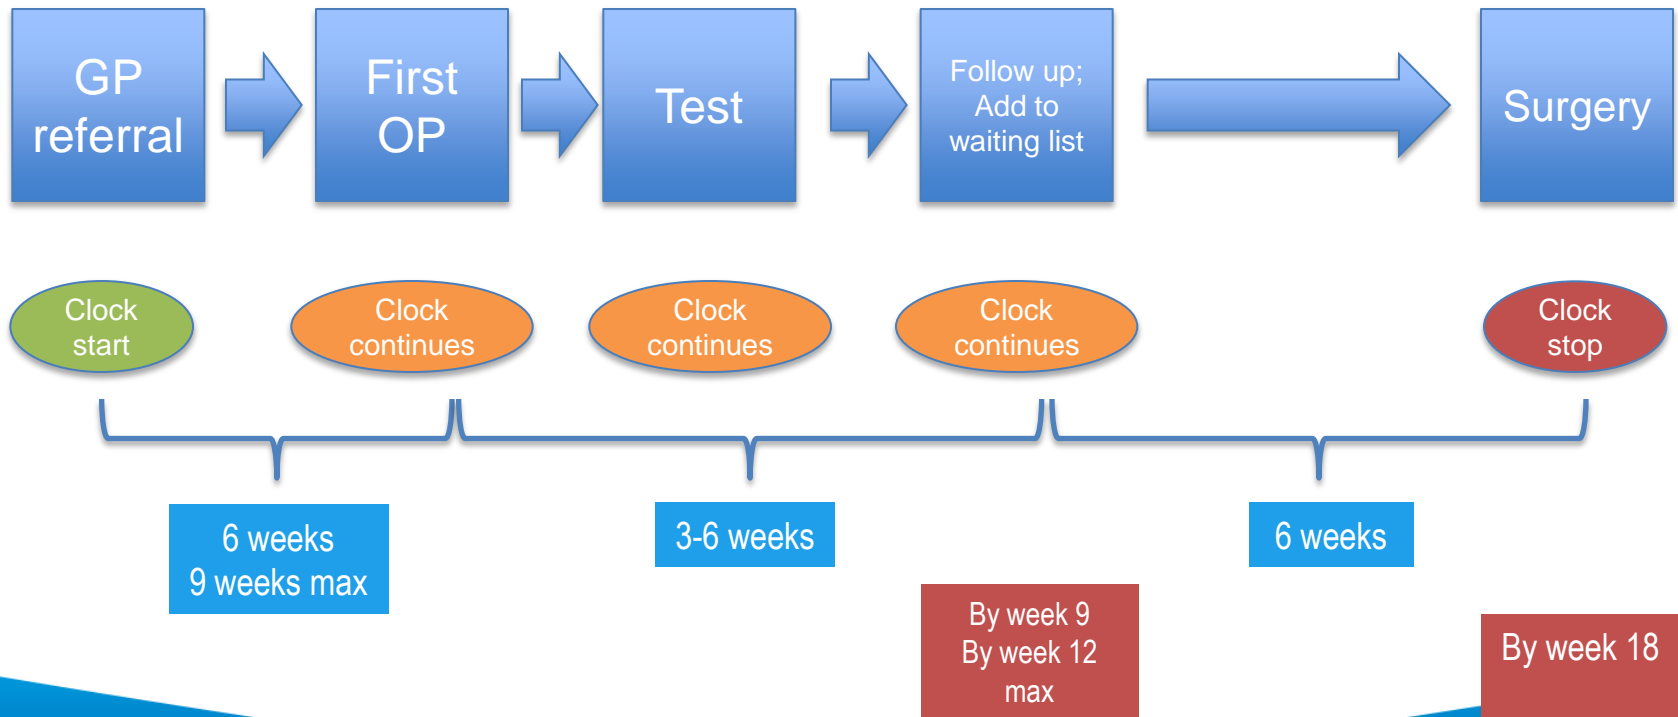 GP
referral
First
OP
Test
Follow up;
Add to
waiting list
Surgery
Clock
start
Clock
continues
Clock
continues
Clock
continues
Clock
stop
6 weeks
9 weeks max
3-6 weeks
6 weeks
By week 9
By week 12
max
By week 18